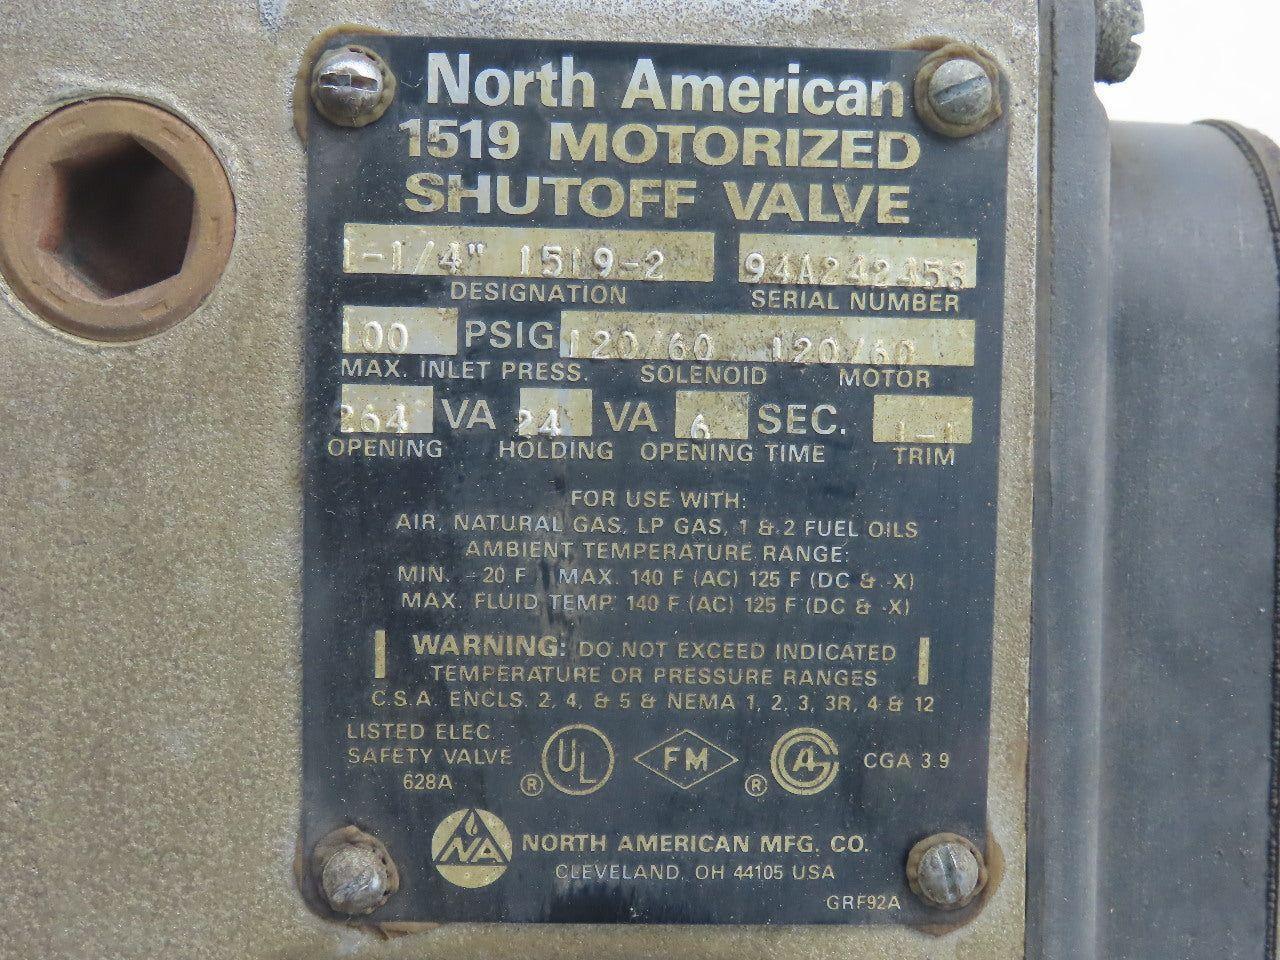 North American
1519 MOTORIZED
SHUTOFF VALVE
1-1/4" 1519-2 94A242458
DESIGNATION SERIAL NUMBER
100 PSIG 120/60 120/60
MAX. INLET PRESS. SOLENOID MOTOR
264 VA 24 VA 6 SEC. 1-1
OPENING HOLDING OPENING TIME TRIM
FOR USE WITH:
AIR, NATURAL GAS, LP GAS, 1 & 2 FUEL OILS
AMBIENT TEMPERATURE RANGE:
MIN. -20 F MAX. 140 F (AC) 125 F (DC & -X)
MAX. FLUID TEMP. 140 F (AC) 125 F (DC & -X)
WARNING: DO NOT EXCEED INDICATED
TEMPERATURE OR PRESSURE RANGES
C.S.A. ENCLS. 2, 4, & 5 & NEMA 1, 2, 3, 3R, 4 & 12
LISTED ELEC.
SAFETY VALVE
628A
UL ® FM AGA ® CGA 3.9
NA NORTH AMERICAN MFG. CO.
CLEVELAND, OH 44105 USA
GRF92A